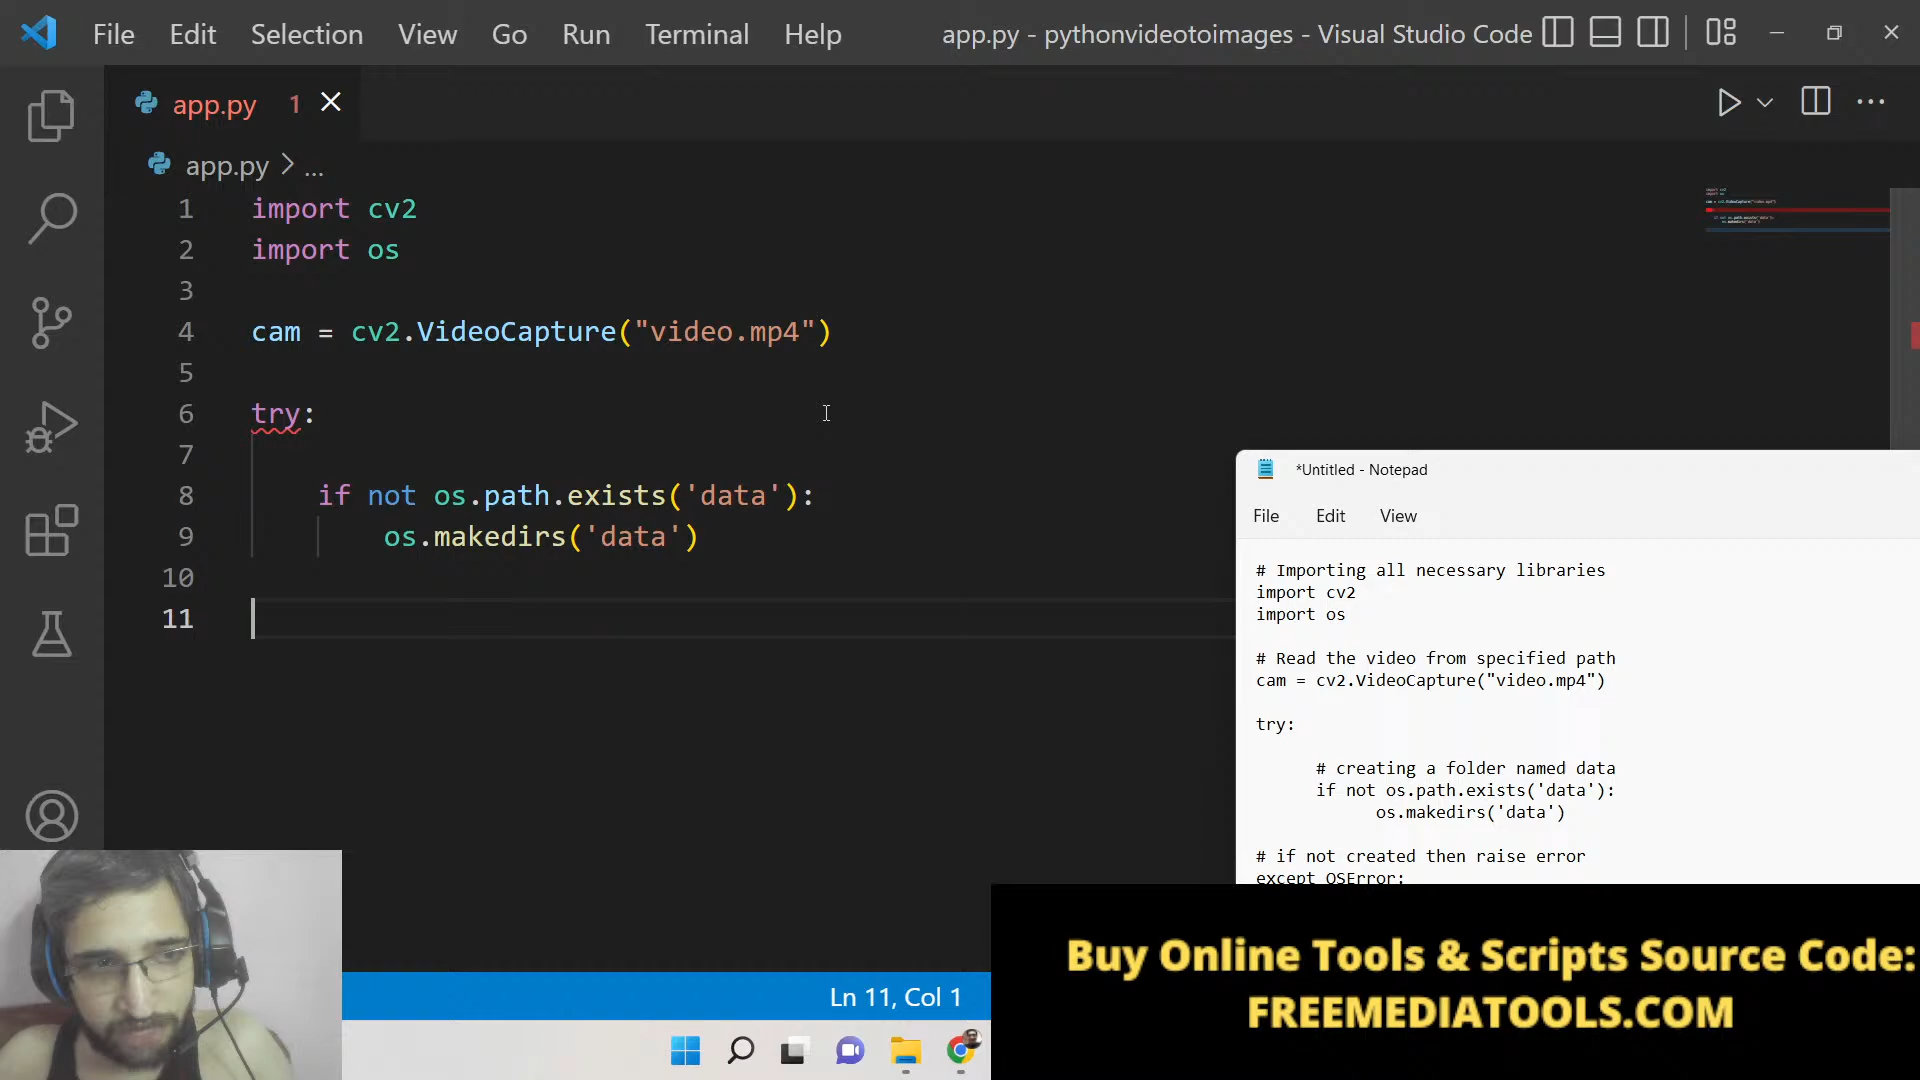 File Edit Selection View Go Run Terminal Help app.py - pythonvideotoimages - Visual Studio Code
app.py 1
app.py > ...
1 import cv2
2 import os
3
4 cam = cv2.VideoCapture("video.mp4")
5
6 try:
7
8 if not os.path.exists('data'):
9 os.makedirs('data')
10
11
*Untitled - Notepad
File Edit View
# Importing all necessary libraries
import cv2
import os
# Read the video from specified path
cam = cv2.VideoCapture("video.mp4")
try:
# creating a folder named data
if not os.path.exists('data'):
os.makedirs('data')
# if not created then raise error
except OSError:
Ln 11, Col 1
Buy Online Tools & Scripts Source Code:
FREEMEDIATOOLS.COM